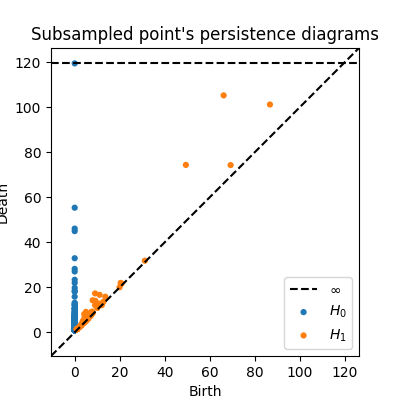 Subsampled point's persistence diagrams
120
100
80
60
40
20
0
Death
∞
H₀
H₁
0 20 40 60 80 100 120
Birth